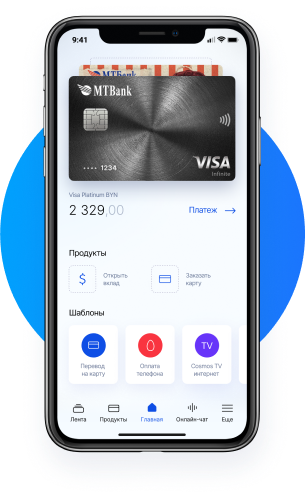 9:41
MTBank
MTBank
•••• 1234
VISA
Infinite
Visa Platinum BYN
2 329,00
Платеж →
Продукты
$
Открыть
вклад
Заказать
карту
Шаблоны
Перевод
на карту
Оплата
телефона
TV
Cosmos TV
интернет
Лента
Продукты
Главная
Онлайн-чат
Еще